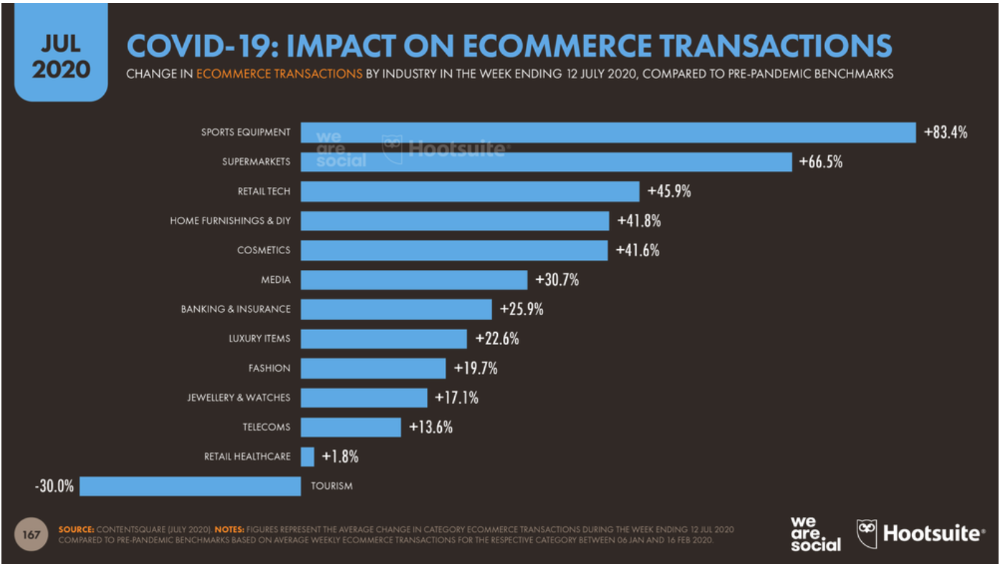 JUL
2020
COVID-19: IMPACT ON ECOMMERCE TRANSACTIONS
CHANGE IN ECOMMERCE TRANSACTIONS BY INDUSTRY IN THE WEEK ENDING 12 JULY 2020, COMPARED TO PRE-PANDEMIC BENCHMARKS
we
are.
social
Hootsuite®
SPORTS EQUIPMENT +83.4%
SUPERMARKETS +66.5%
RETAIL TECH +45.9%
HOME FURNISHINGS & DIY +41.8%
COSMETICS +41.6%
MEDIA +30.7%
BANKING & INSURANCE +25.9%
LUXURY ITEMS +22.6%
FASHION +19.7%
JEWELLERY & WATCHES +17.1%
TELECOMS +13.6%
RETAIL HEALTHCARE +1.8%
-30.0% TOURISM
167
SOURCE: CONTENTSQUARE (JULY 2020). NOTES: FIGURES REPRESENT THE AVERAGE CHANGE IN CATEGORY ECOMMERCE TRANSACTIONS DURING THE WEEK ENDING 12 JUL 2020
COMPARED TO PRE-PANDEMIC BENCHMARKS BASED ON AVERAGE WEEKLY ECOMMERCE TRANSACTIONS FOR THE RESPECTIVE CATEGORY BETWEEN 06 JAN AND 16 FEB 2020.
we
are.
social
Hootsuite®